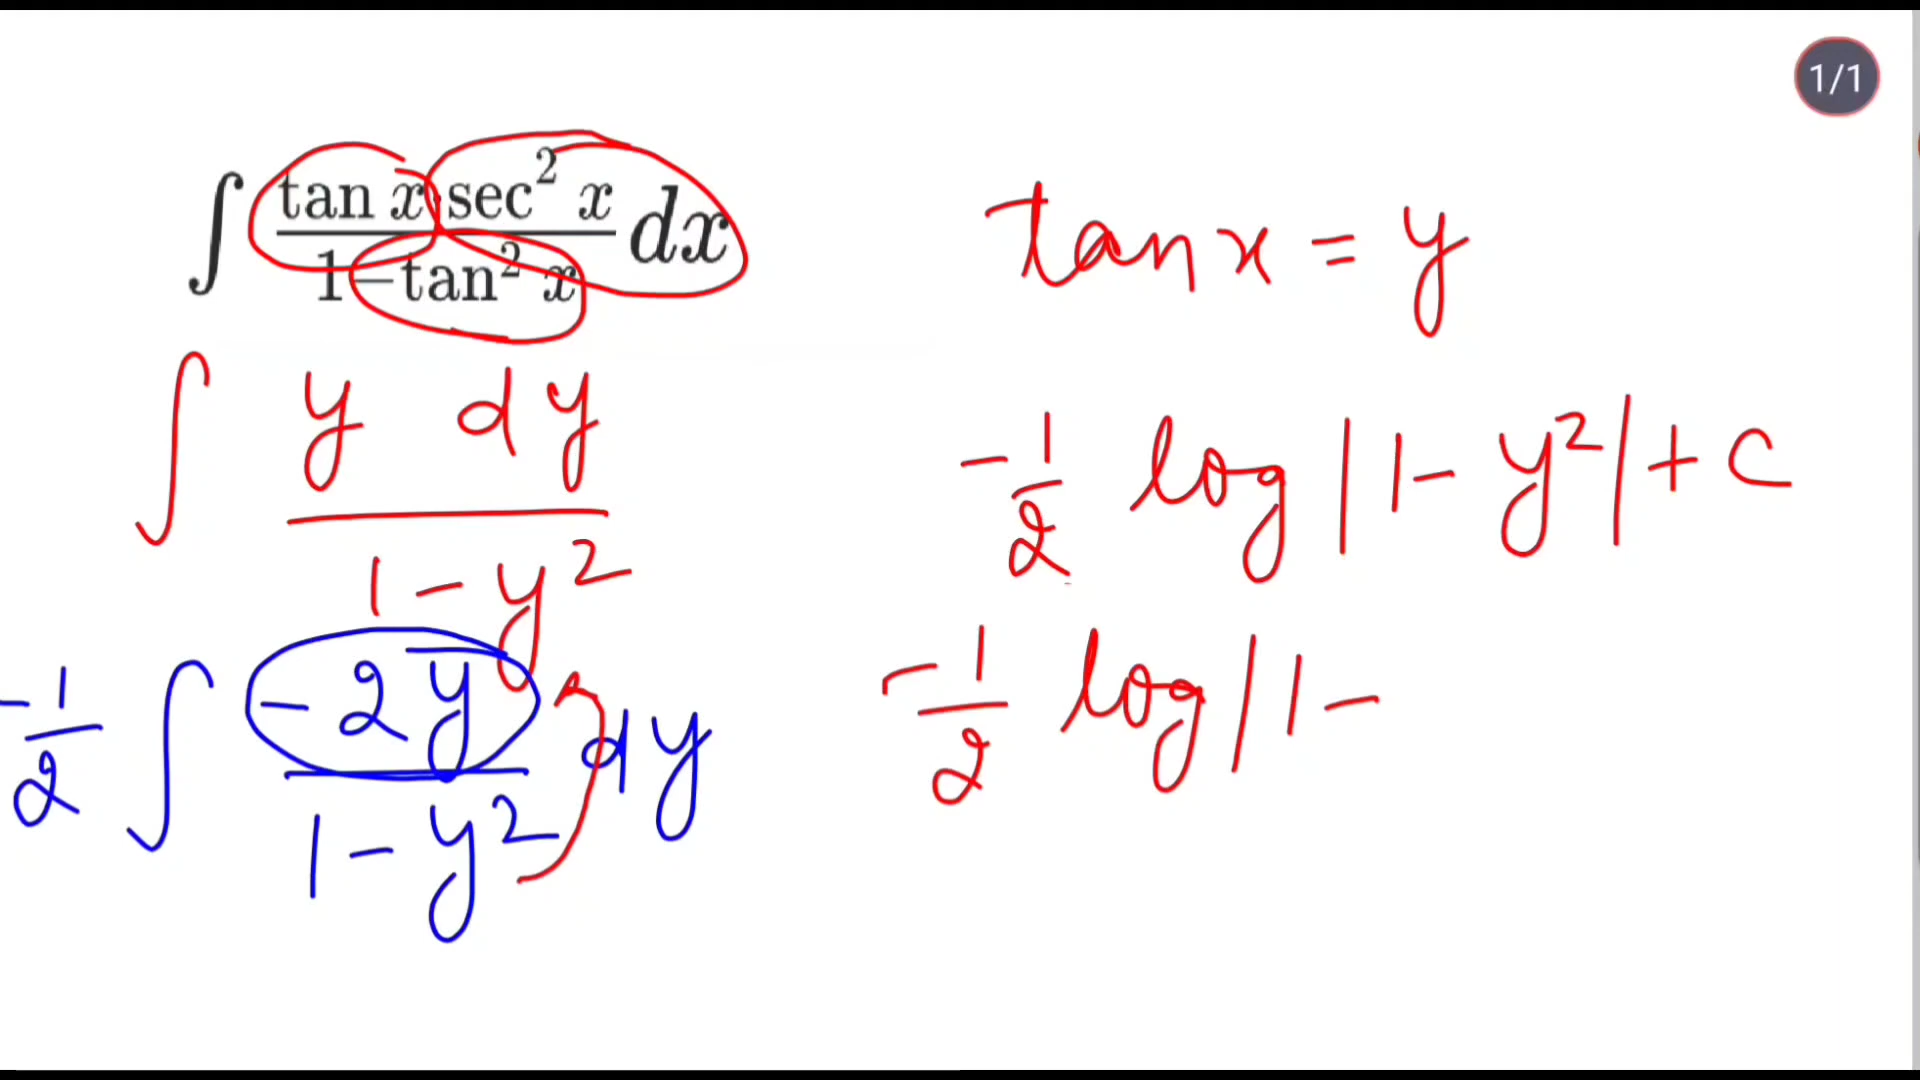 1/1
∫ (tan x sec² x)/(1−tan² x) dx
tan x = y
∫ (y dy)/(1 − y²)
-1/2 log |1 - y²| + c
-1/2 ∫ (-2y)/(1 - y²) dy
-1/2 log |1 -